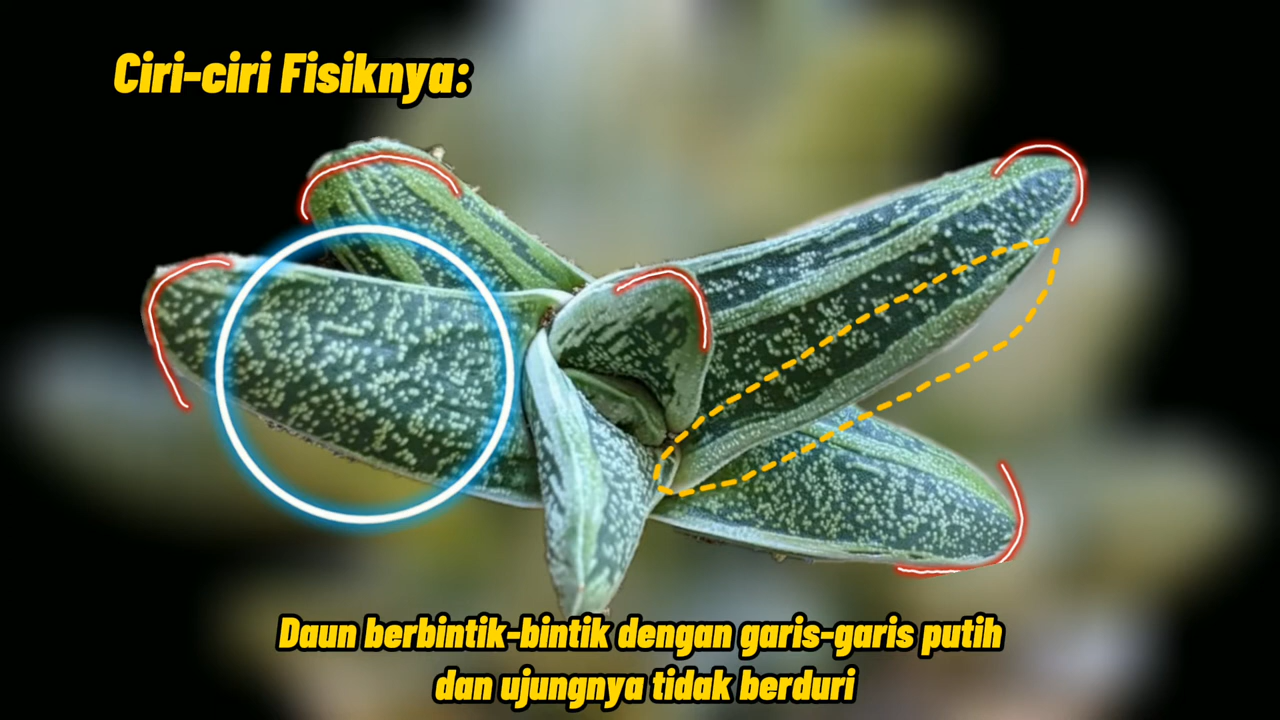 Ciri-ciri Fisiknya:
Daun berbintik-bintik dengan garis-garis putih
dan ujungnya tidak berduri